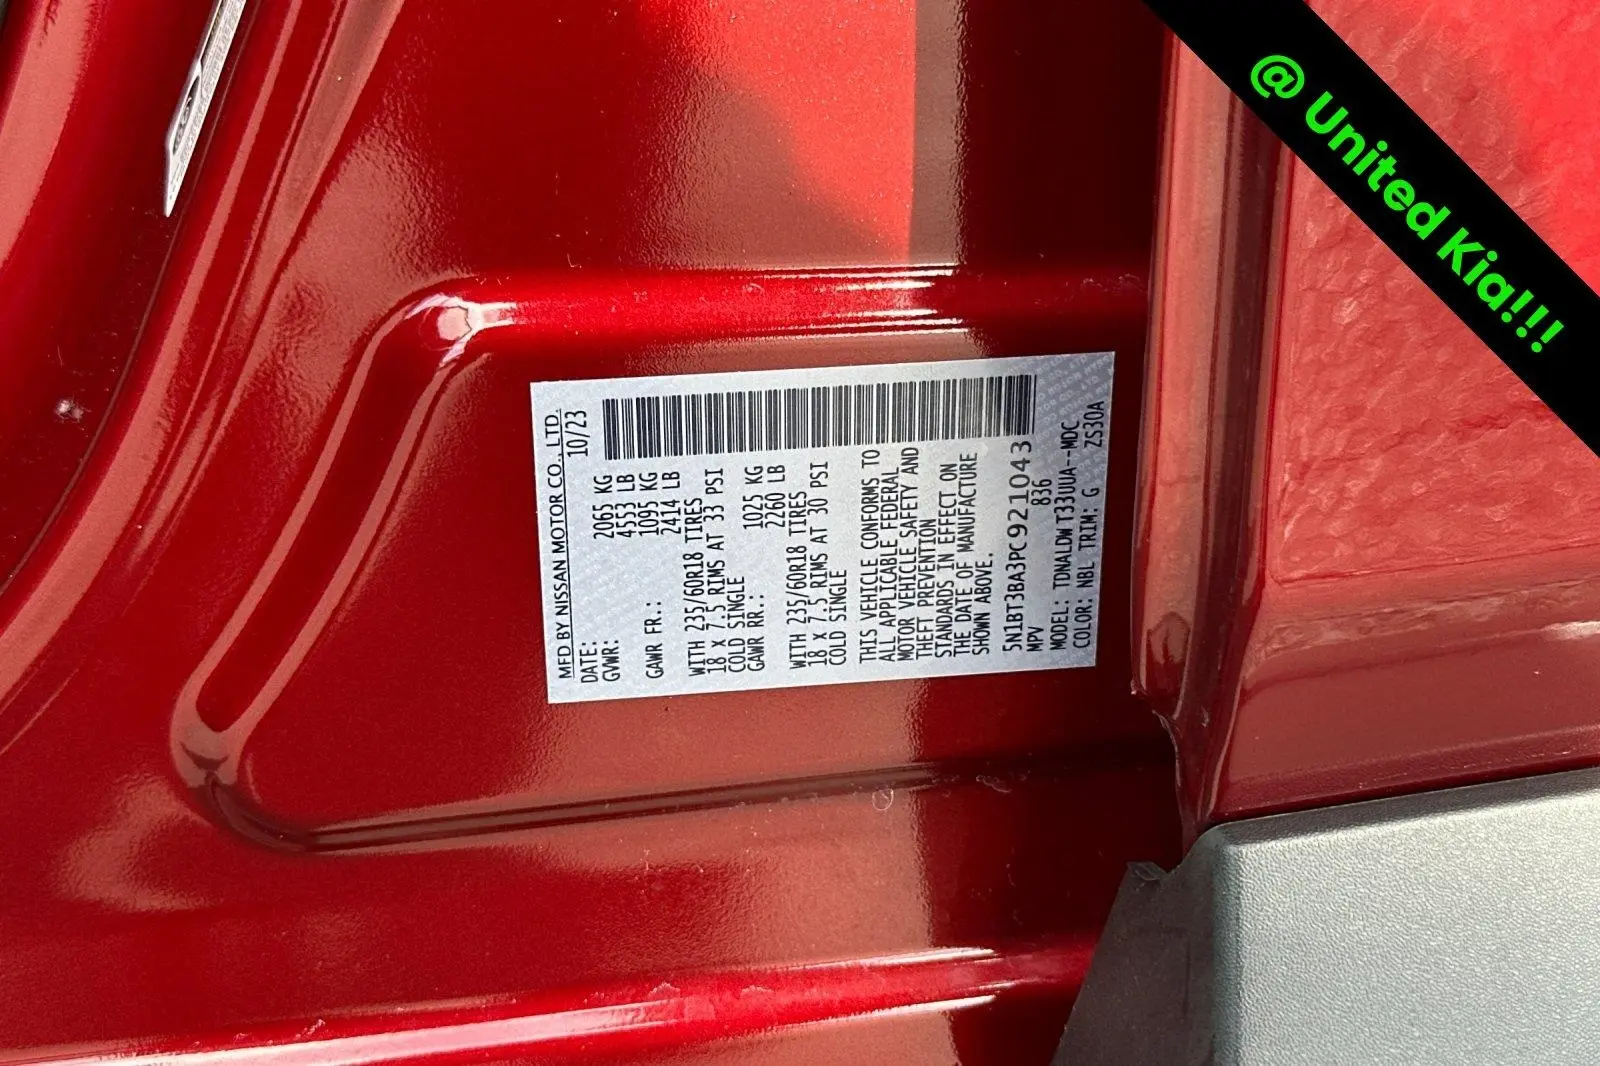 MFD.BY NISSAN MOTOR CO., LTD.
DATE: 10/23
GVWR: 2065 KG
4553 LB
GAWR FR.: 1095 KG
2414 LB
WITH 235/60R18 TIRES
18 X 7.5 RIMS AT 33 PSI
COLD SINGLE
GAWR RR.: 1025 KG
2260 LB
WITH 235/60R18 TIRES
18 X 7.5 RIMS AT 30 PSI
COLD SINGLE
THIS VEHICLE CONFORMS TO
ALL APPLICABLE FEDERAL
MOTOR VEHICLE SAFETY AND
THEFT PREVENTION
STANDARDS IN EFFECT ON
THE DATE OF MANUFACTURE
SHOWN ABOVE.
5N1BT3BA3PC921043
MPV 836
MODEL: TDNALDWT33UUA--MDC
COLOR: NBL TRIM: G ZS30A
@ United Kia!!!